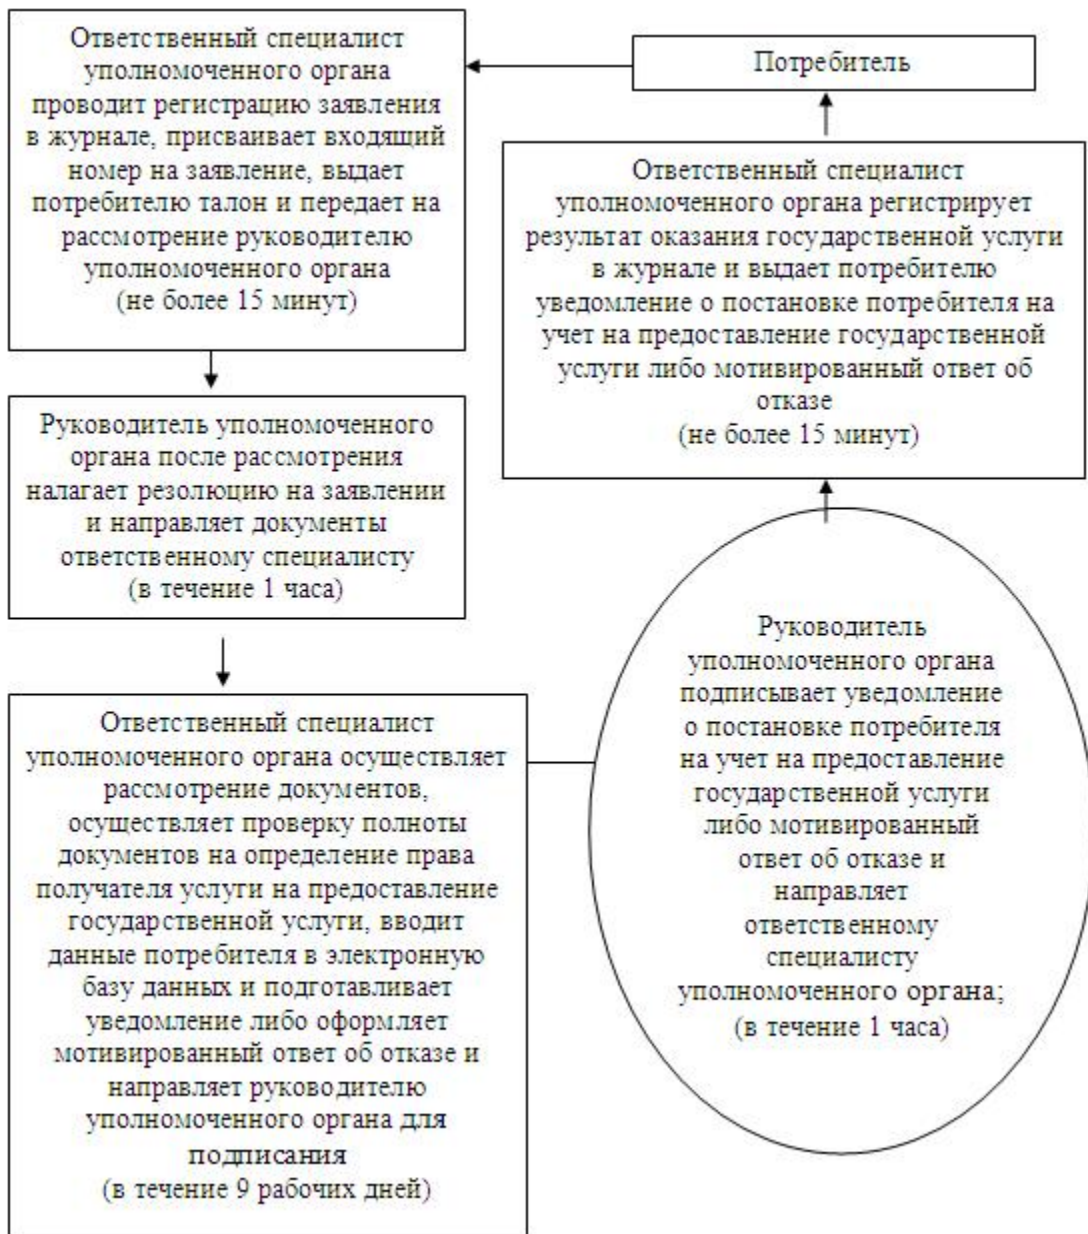 Потребитель
Ответственный специалист
уполномоченного органа
проводит регистрацию заявления
в журнале, присваивает входящий
номер на заявление, выдает
потребителю талон и передает на
рассмотрение руководителю
уполномоченного органа
(не более 15 минут)
Руководитель уполномоченного
органа после рассмотрения
налагает резолюцию на заявлении
и направляет документы
ответственному специалисту
(в течение 1 часа)
Ответственный специалист
уполномоченного органа осуществляет
рассмотрение документов,
осуществляет проверку полноты
документов на определение права
получателя услуги на предоставление
государственной услуги, вводит
данные потребителя в электронную
базу данных и подготавливает
уведомление либо оформляет
мотивированный ответ об отказе и
направляет руководителю
уполномоченного органа для
подписания
(в течение 9 рабочих дней)
Руководитель
уполномоченного органа
подписывает уведомление
о постановке потребителя
на учет на предоставление
государственной услуги
либо мотивированный
ответ об отказе и
направляет
ответственному
специалисту
уполномоченного органа;
(в течение 1 часа)
Ответственный специалист
уполномоченного органа регистрирует
результат оказания государственной услуги
в журнале и выдает потребителю
уведомление о постановке потребителя на
учет на предоставление государственной
услуги либо мотивированный ответ об
отказе
(не более 15 минут)